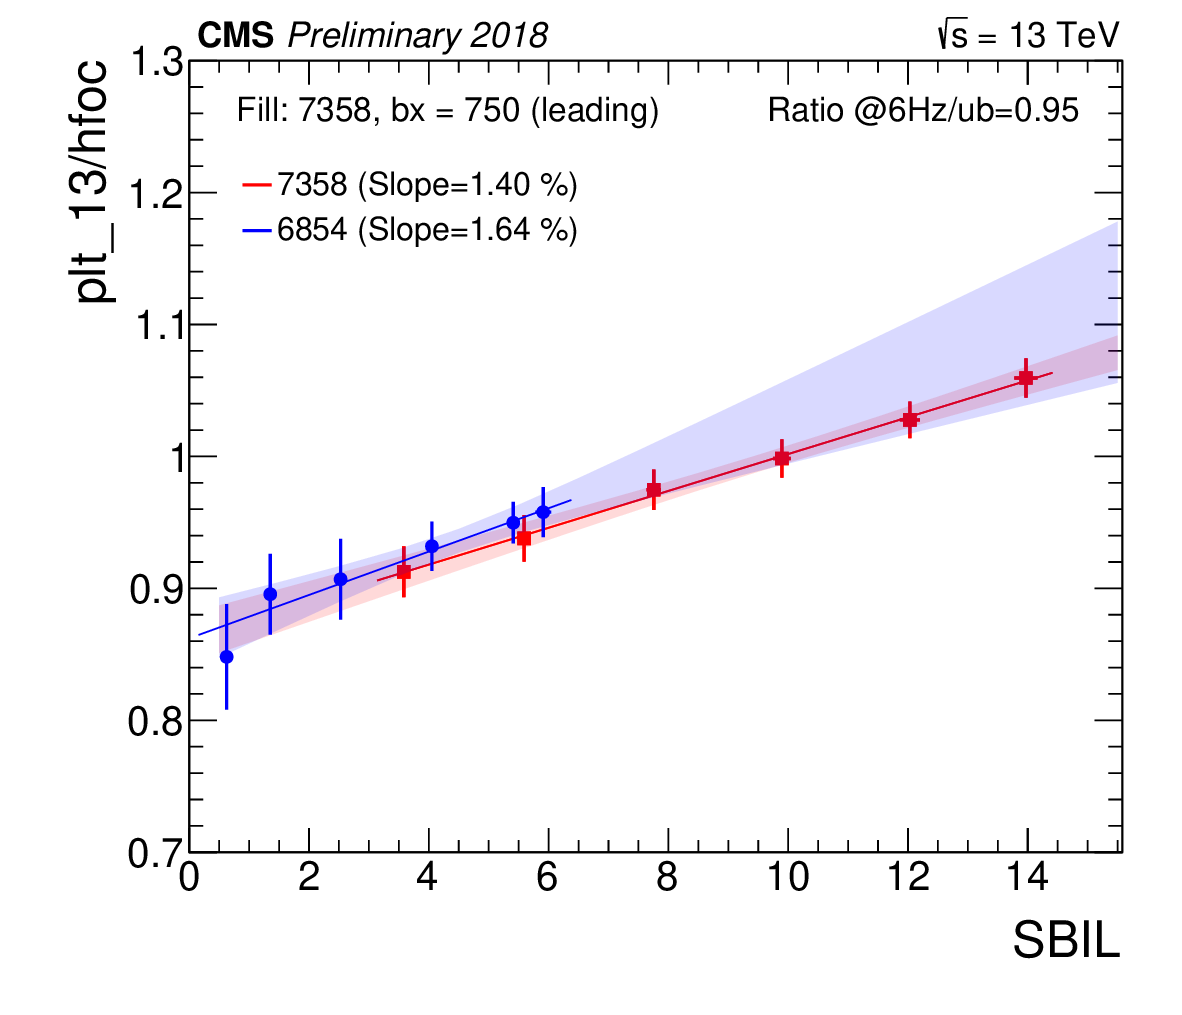 CMS Preliminary 2018 √s = 13 TeV
plt_13/hfoc
Fill: 7358, bx = 750 (leading) Ratio @6Hz/ub=0.95
7358 (Slope=1.40 %)
6854 (Slope=1.64 %)
1.3
1.2
1.1
1
0.9
0.8
0.7
0 2 4 6 8 10 12 14
SBIL